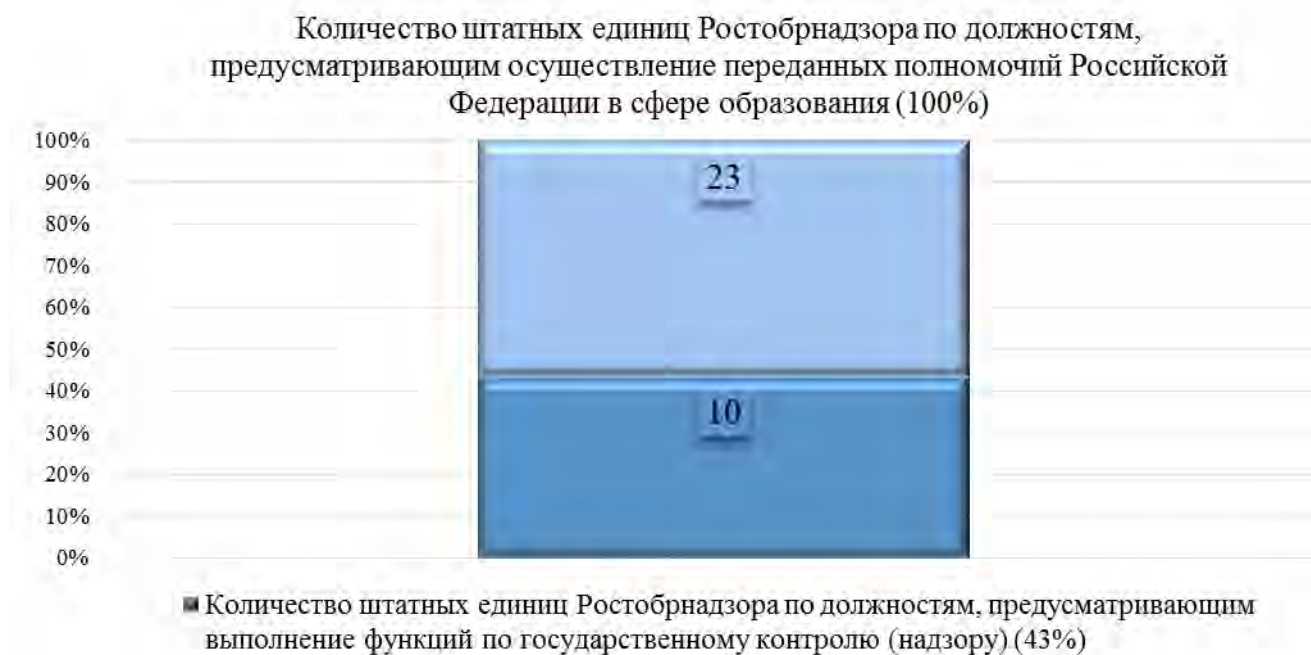 Количество штатных единиц Ростобрнадзора по должностям,
предусматривающим осуществление переданных полномочий Российской
Федерации в сфере образования (100%)
100%
90%
80%
70%
60%
50%
40%
30%
20%
10%
0%
23
10
Количество штатных единиц Ростобрнадзора по должностям, предусматривающим
выполнение функций по государственному контролю (надзору) (43%)